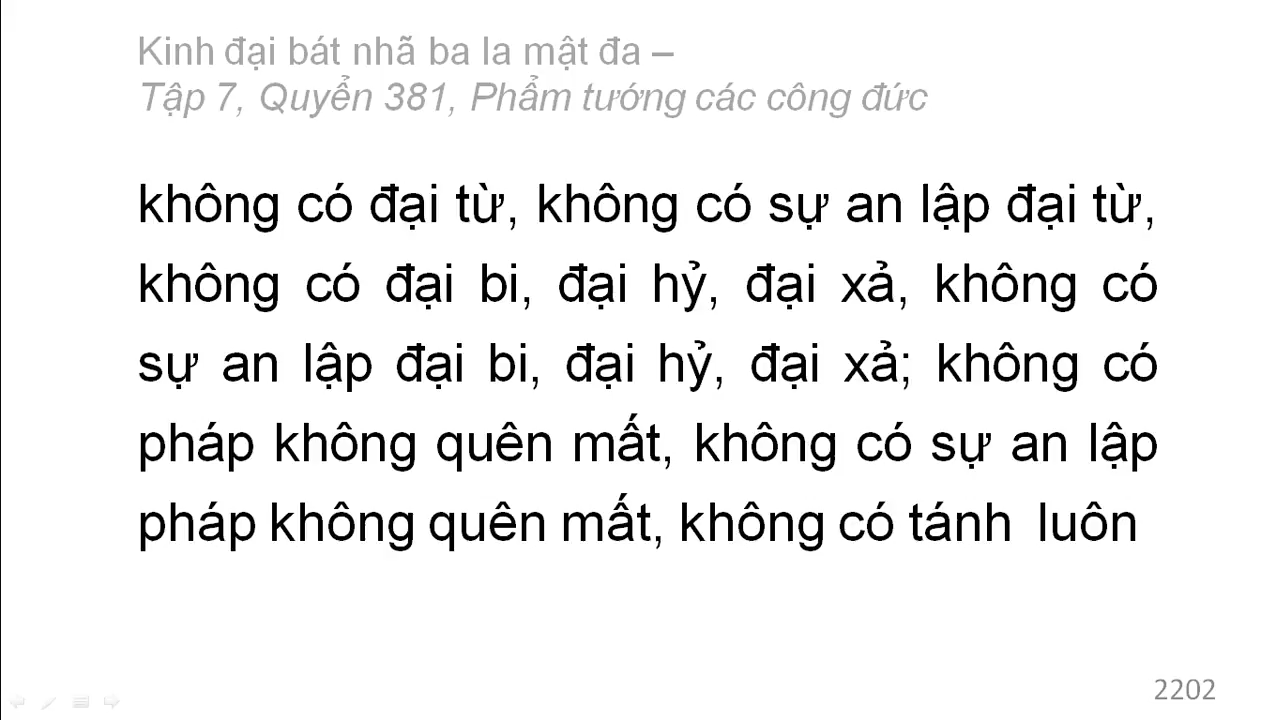 Kinh đại bát nhã ba la mật đa –
Tập 7, Quyển 381, Phẩm tướng các công đức
không có đại từ, không có sự an lập đại từ,
không có đại bi, đại hỷ, đại xả, không có
sự an lập đại bi, đại hỷ, đại xả; không có
pháp không quên mất, không có sự an lập
pháp không quên mất, không có tánh luôn
2202